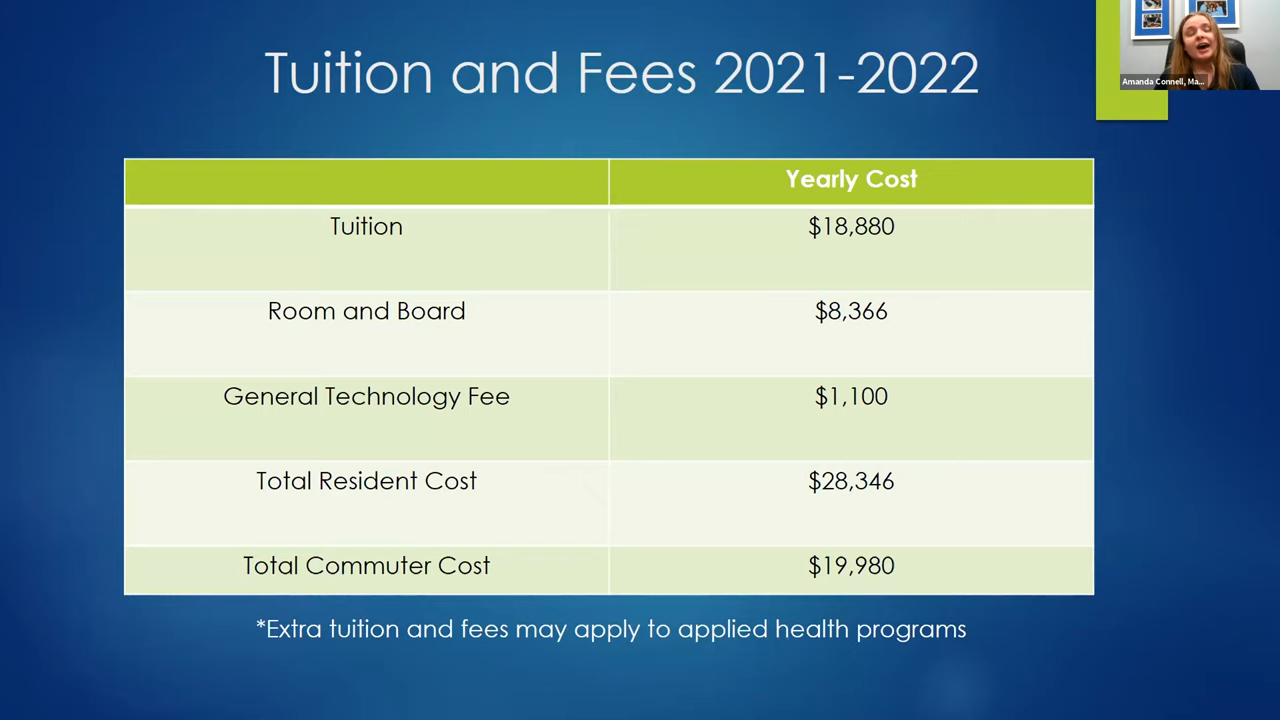 Tuition and Fees 2021-2022
Amanda Connell, Ma...
Yearly Cost
Tuition $18,880
Room and Board $8,366
General Technology Fee $1,100
Total Resident Cost $28,346
Total Commuter Cost $19,980
*Extra tuition and fees may apply to applied health programs